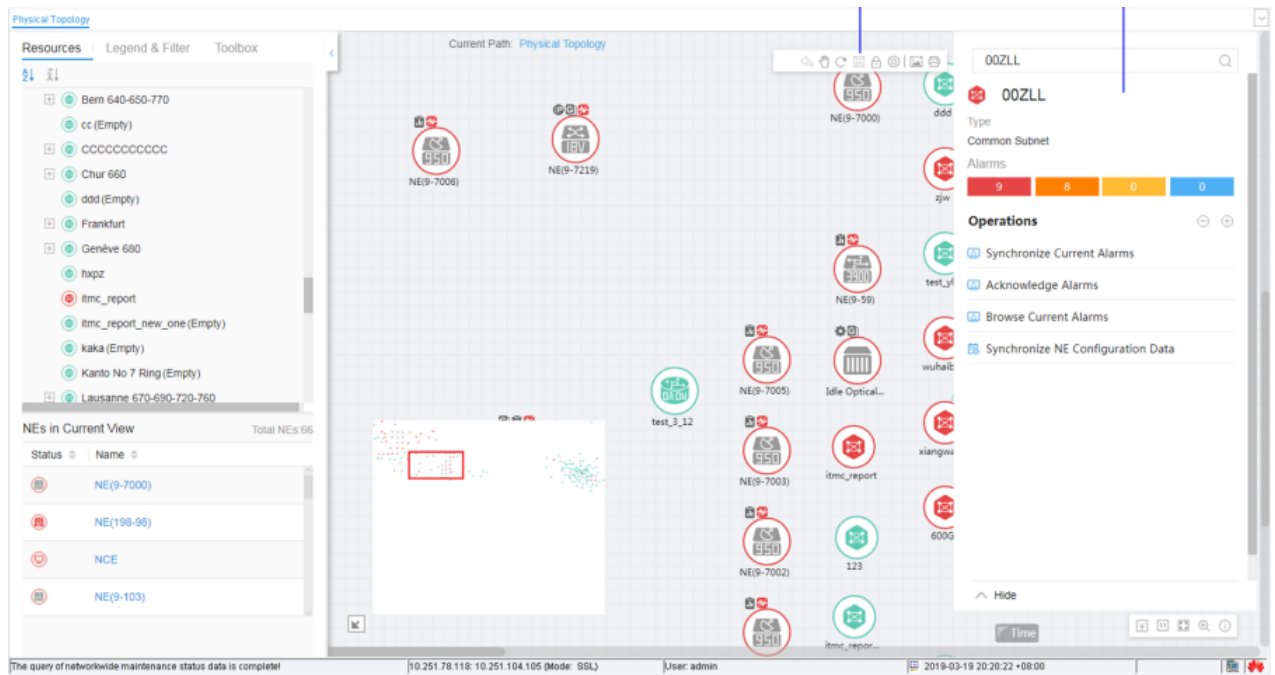 Physical Topology
Resources Legend & Filter Toolbox
Bern 640-650-770
cc (Empty)
CCCCCCCCCCC
Chur 660
ddd (Empty)
Frankfurt
Genève 680
hxpz
itmc_report
itmc_report_new_one (Empty)
kaka (Empty)
Kanto No 7 Ring (Empty)
Lausanne 670-690-720-760
NEs in Current View Total NEs:66
Status Name
NE(9-7000)
NE(198-98)
NCE
NE(9-103)
Current Path: Physical Topology
950
NE(9-7006)
18V
NE(9-7219)
950
NE(9-7000)
ddd
zjw
3900
NE(9-59)
test_yl
950
NE(9-7005)
Idle Optical...
wuhaib
OADM
test_3_12
950
NE(9-7003)
itmc_report
xiangwa
950
NE(9-7002)
123
600G
950
itmc_repor...
00ZLL
00ZLL
Type
Common Subnet
Alarms
9 8 0 0
Operations
Synchronize Current Alarms
Acknowledge Alarms
Browse Current Alarms
Synchronize NE Configuration Data
Hide
Time
The query of networkwide maintenance status data is complete! 10.251.78.118: 10.251.104.105 (Mode: SSL) User: admin 2019-03-19 20:20:22 +08:00